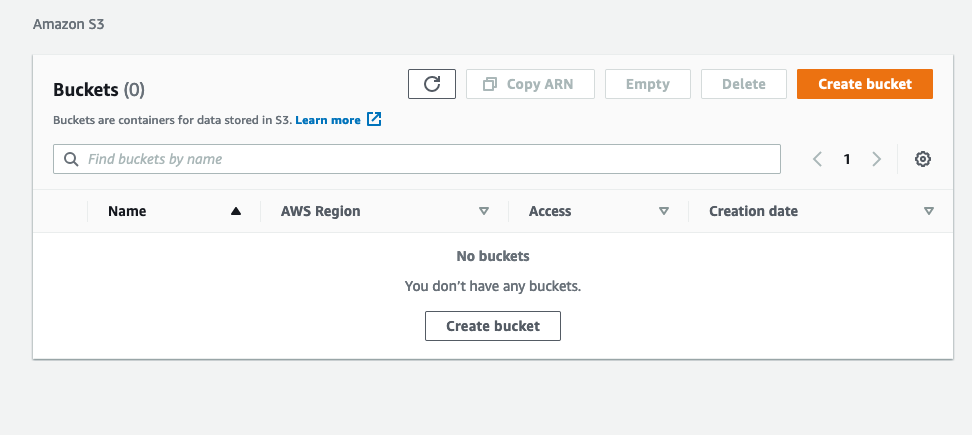 Amazon S3
Buckets (0)
Copy ARN
Empty
Delete
Create bucket
Buckets are containers for data stored in S3. Learn more
Find buckets by name
1
Name
AWS Region
Access
Creation date
No buckets
You don't have any buckets.
Create bucket